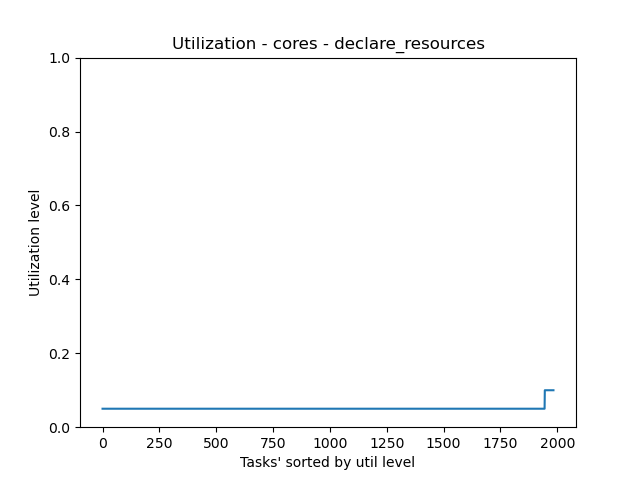 Utilization - cores - declare_resources
1.0
0.8
0.6
0.4
0.2
0.0
Utilization level
0 250 500 750 1000 1250 1500 1750 2000
Tasks' sorted by util level